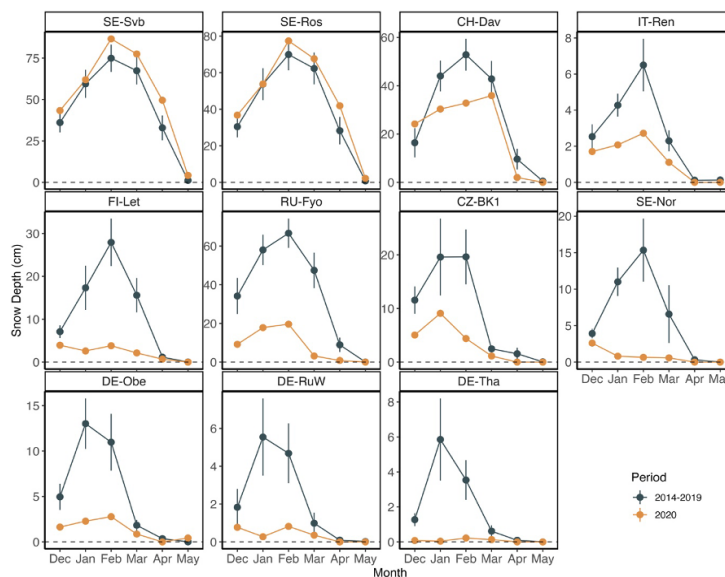 SE-Svb SE-Ros CH-Dav IT-Ren
75 50 25 0
80 60 40 20 0
60 40 20 0
8 6 4 2 0
FI-Let RU-Fyo CZ-BK1 SE-Nor
30 20 10 0
60 40 20 0
20 10 0
20 15 10 5 0
Dec Jan Feb Mar Apr May
DE-Obe DE-RuW DE-Tha
15 10 5 0
6 4 2 0
8 6 4 2 0
Dec Jan Feb Mar Apr May Dec Jan Feb Mar Apr May Dec Jan Feb Mar Apr May
Month
Snow Depth (cm)
Period
2014-2019
2020